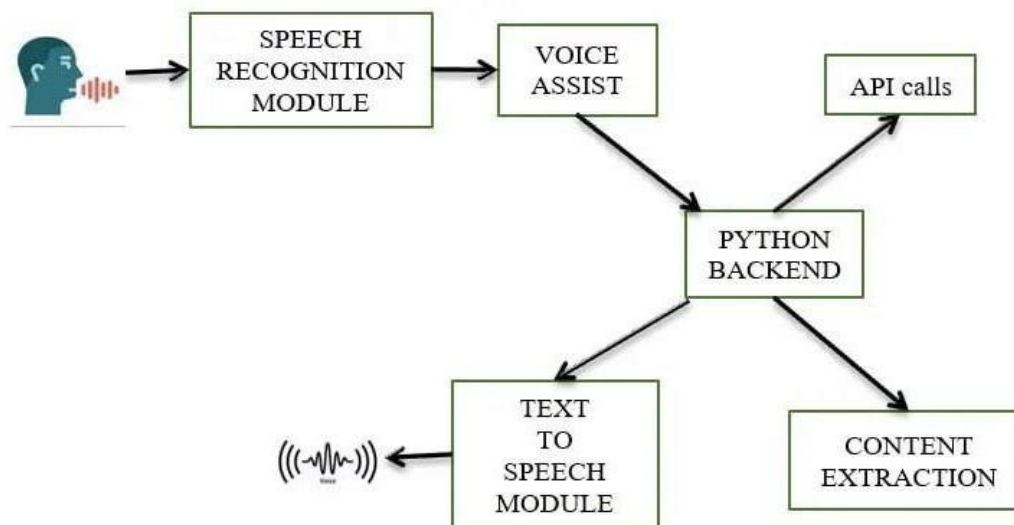 SPEECH
RECOGNITION
MODULE
VOICE
ASSIST
API calls
PYTHON
BACKEND
TEXT
TO
SPEECH
MODULE
CONTENT
EXTRACTION